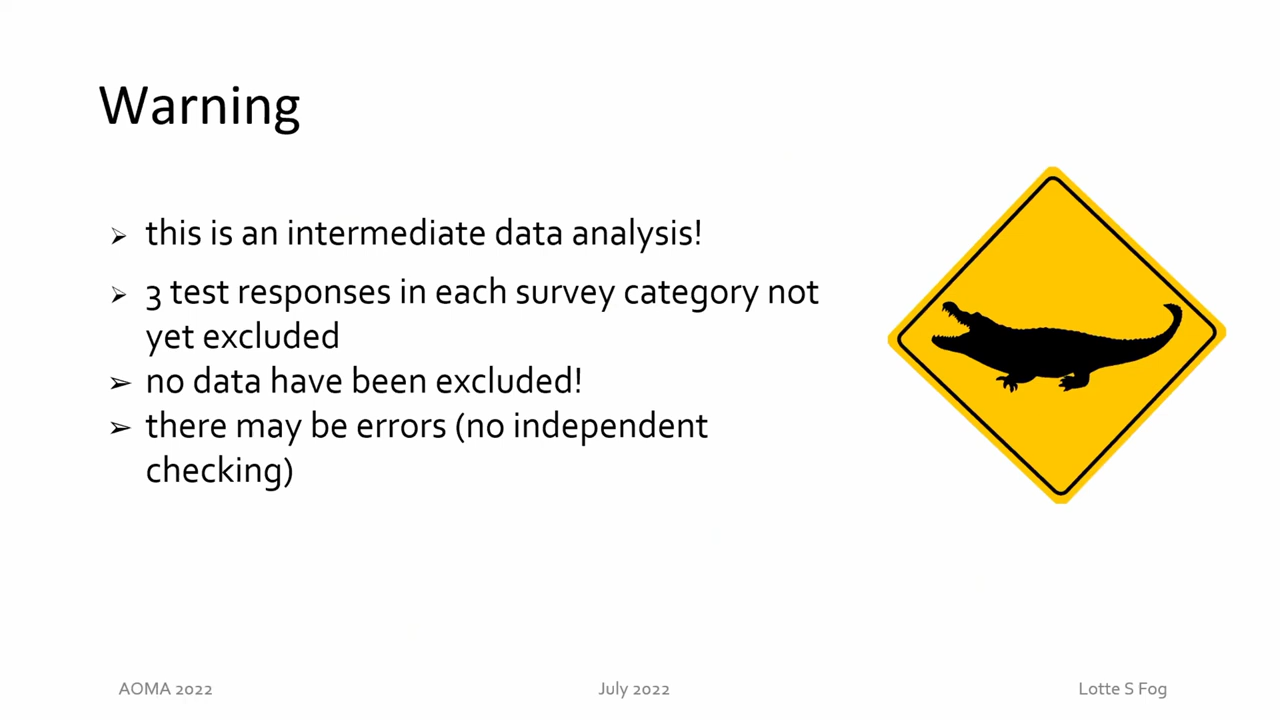 Warning
➢ this is an intermediate data analysis!
➢ 3 test responses in each survey category not
yet excluded
➢ no data have been excluded!
➢ there may be errors (no independent
checking)
AOMA 2022
July 2022
Lotte S Fog